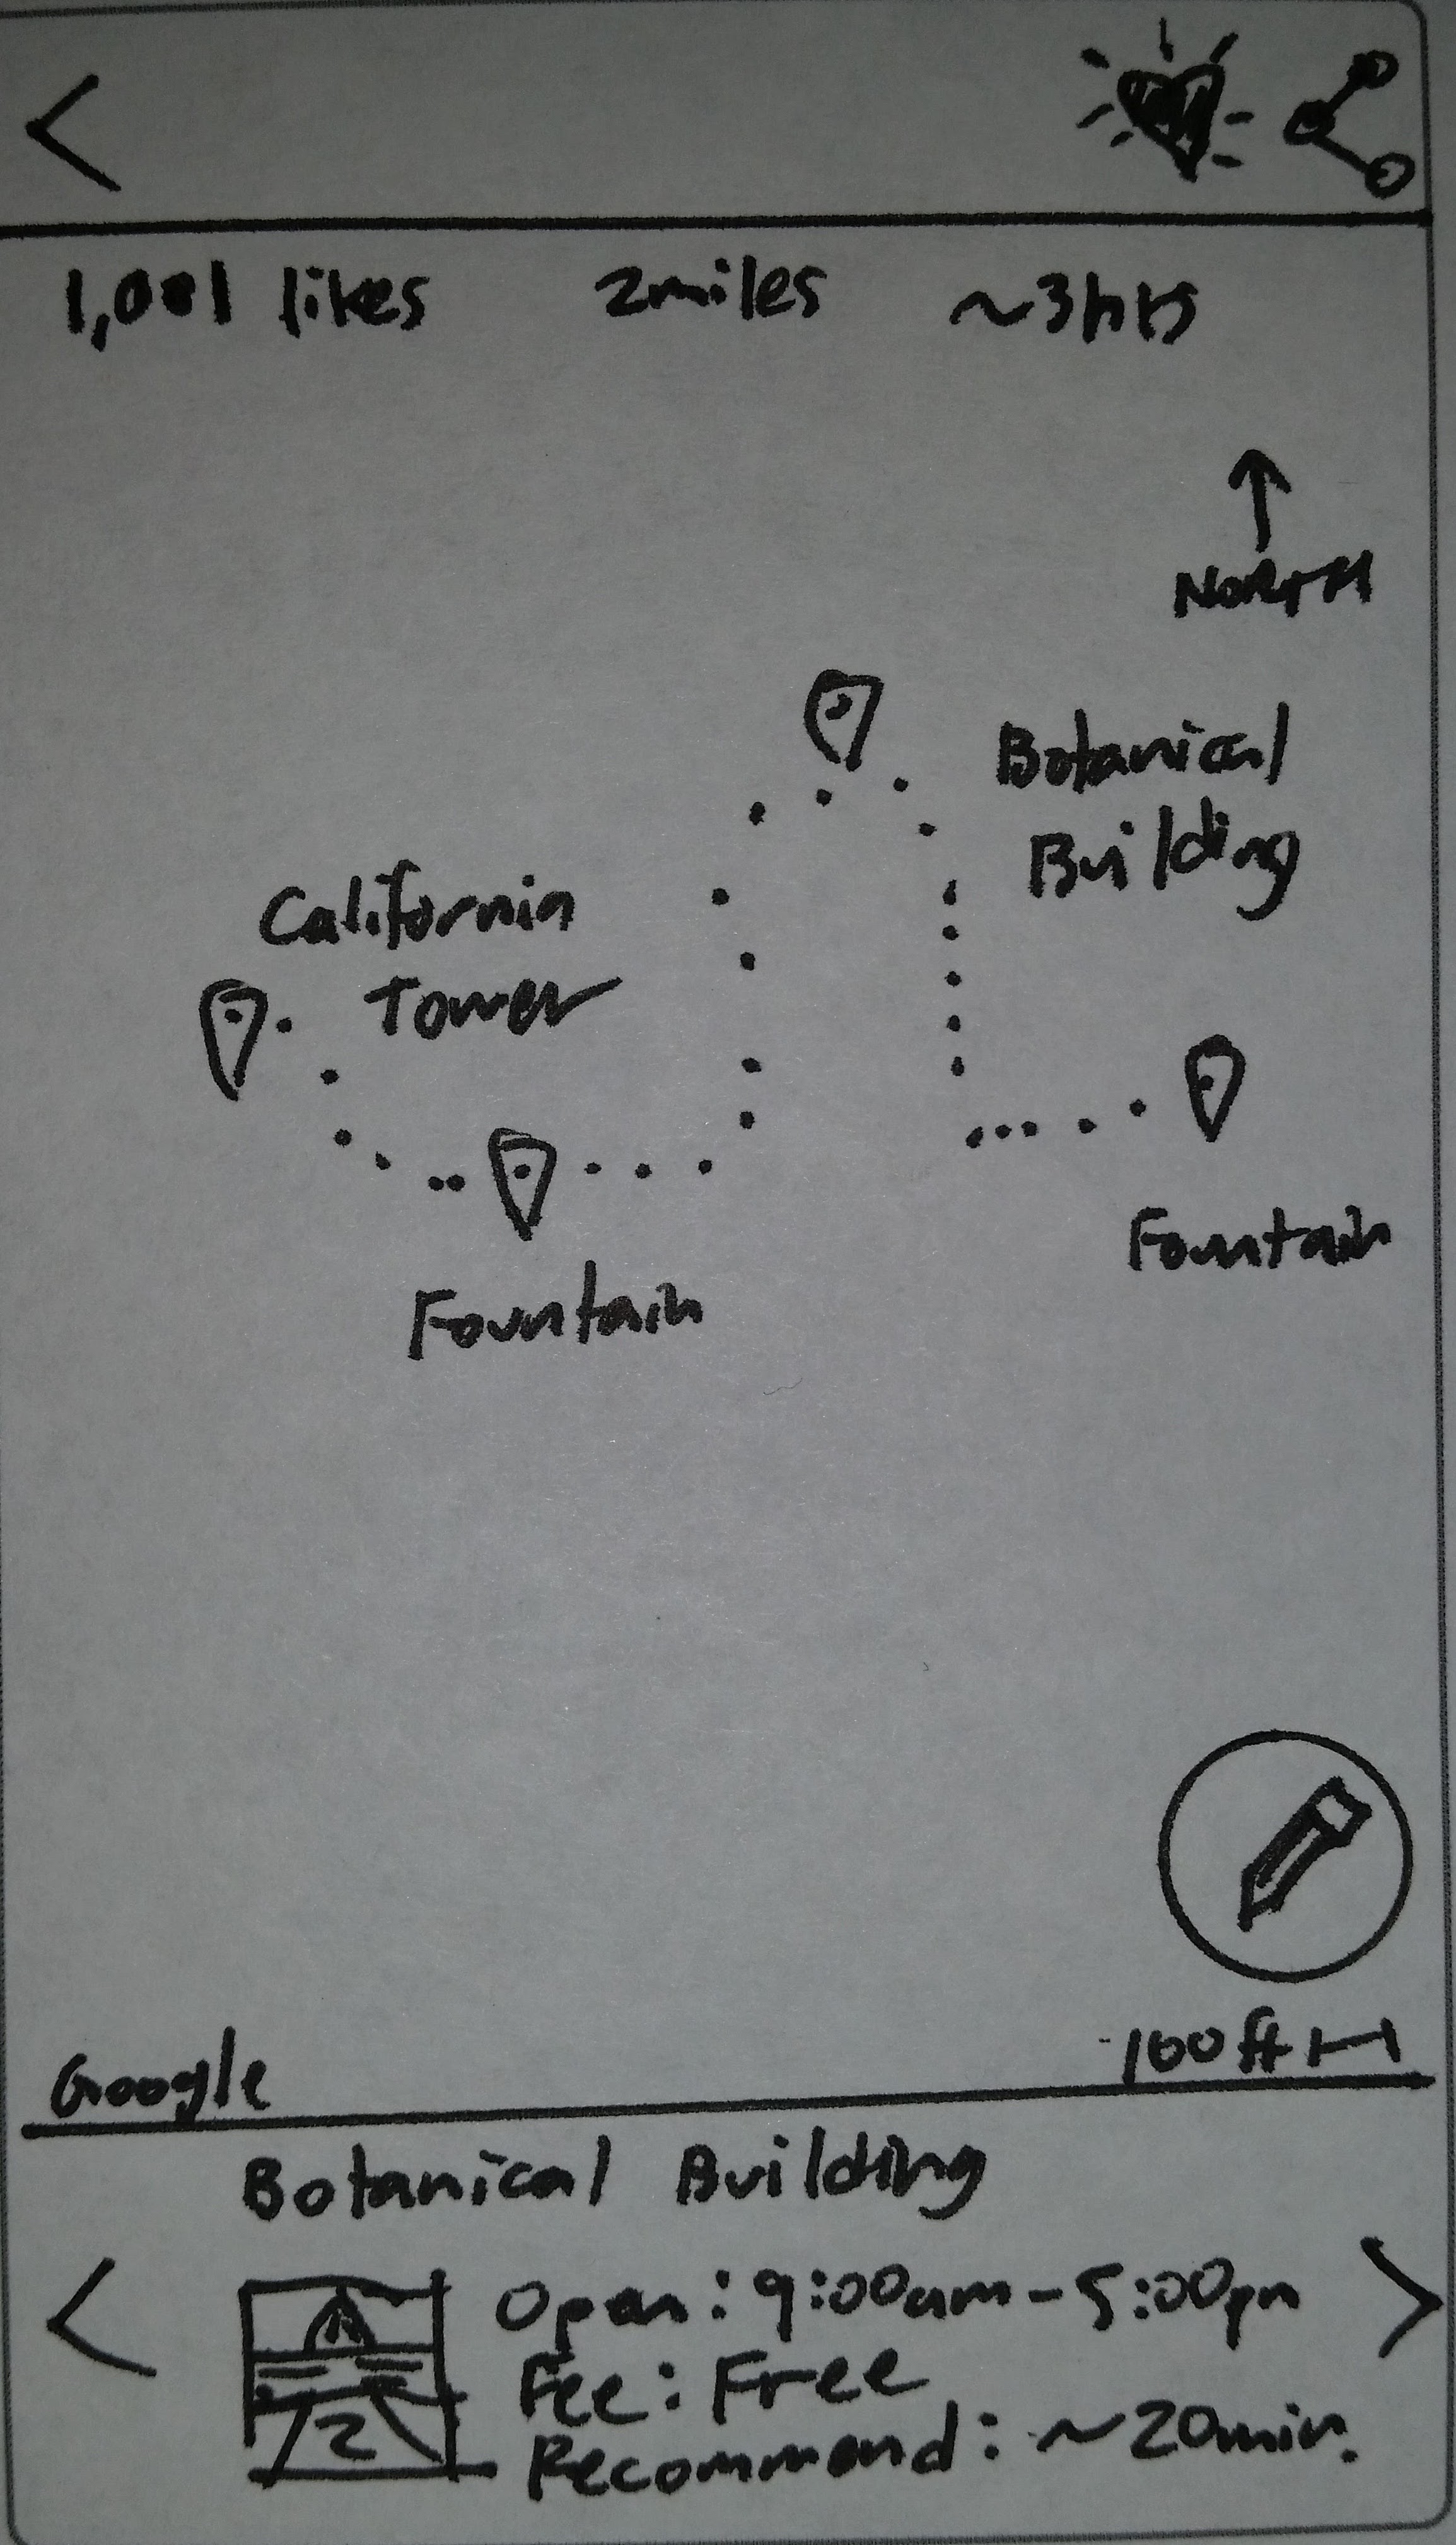 1,001 likes 2miles ~3hrs
NORTH
Botanical
Building
California
Tower
Fountain
Fountain
100ft
Google
Botanical Building
Open: 9:00am-5:00pm
Fee: Free
Recommend: ~20min.